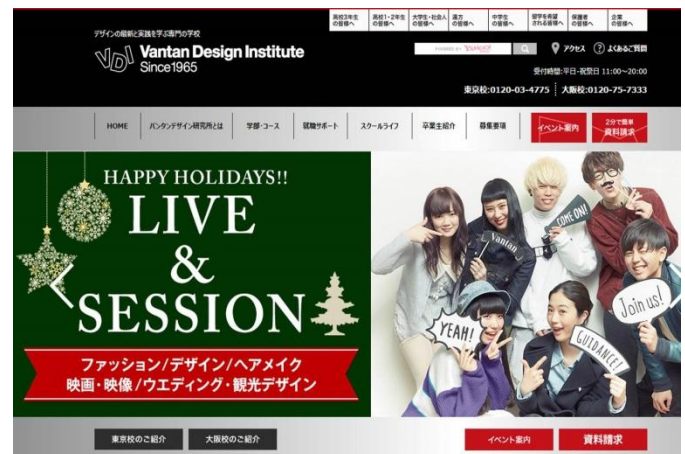 高校3年生
の皆様へ
高校1・2年生
の皆様へ
大学生・社会人
の皆様へ
遠方
の皆様へ
中学生
の皆様へ
留学を希望
される皆様へ
保護者
の皆様へ
企業
の皆様へ
デザインの最新と実践を学ぶ専門の学校
VDI
Vantan Design Institute
Since1965
POWERED BY YAHOO!
アクセス
? よくあるご質問
受付時間:平日・祝祭日 11:00~20:00
東京校:0120-03-4775
大阪校:0120-75-7333
HOME
バンタンデザイン研究所とは
学部・コース
就職サポート
スクールライフ
卒業生紹介
募集要項
イベント案内
2分で簡単
資料請求
HAPPY HOLIDAYS!!
LIVE
&
SESSION
ファッション/デザイン/ヘアメイク
映画・映像/ウエディング・観光デザイン
COME ON!
Vantan
Join us!
YEAH!
GUIDANCE!
東京校のご紹介
大阪校のご紹介
イベント案内
資料請求